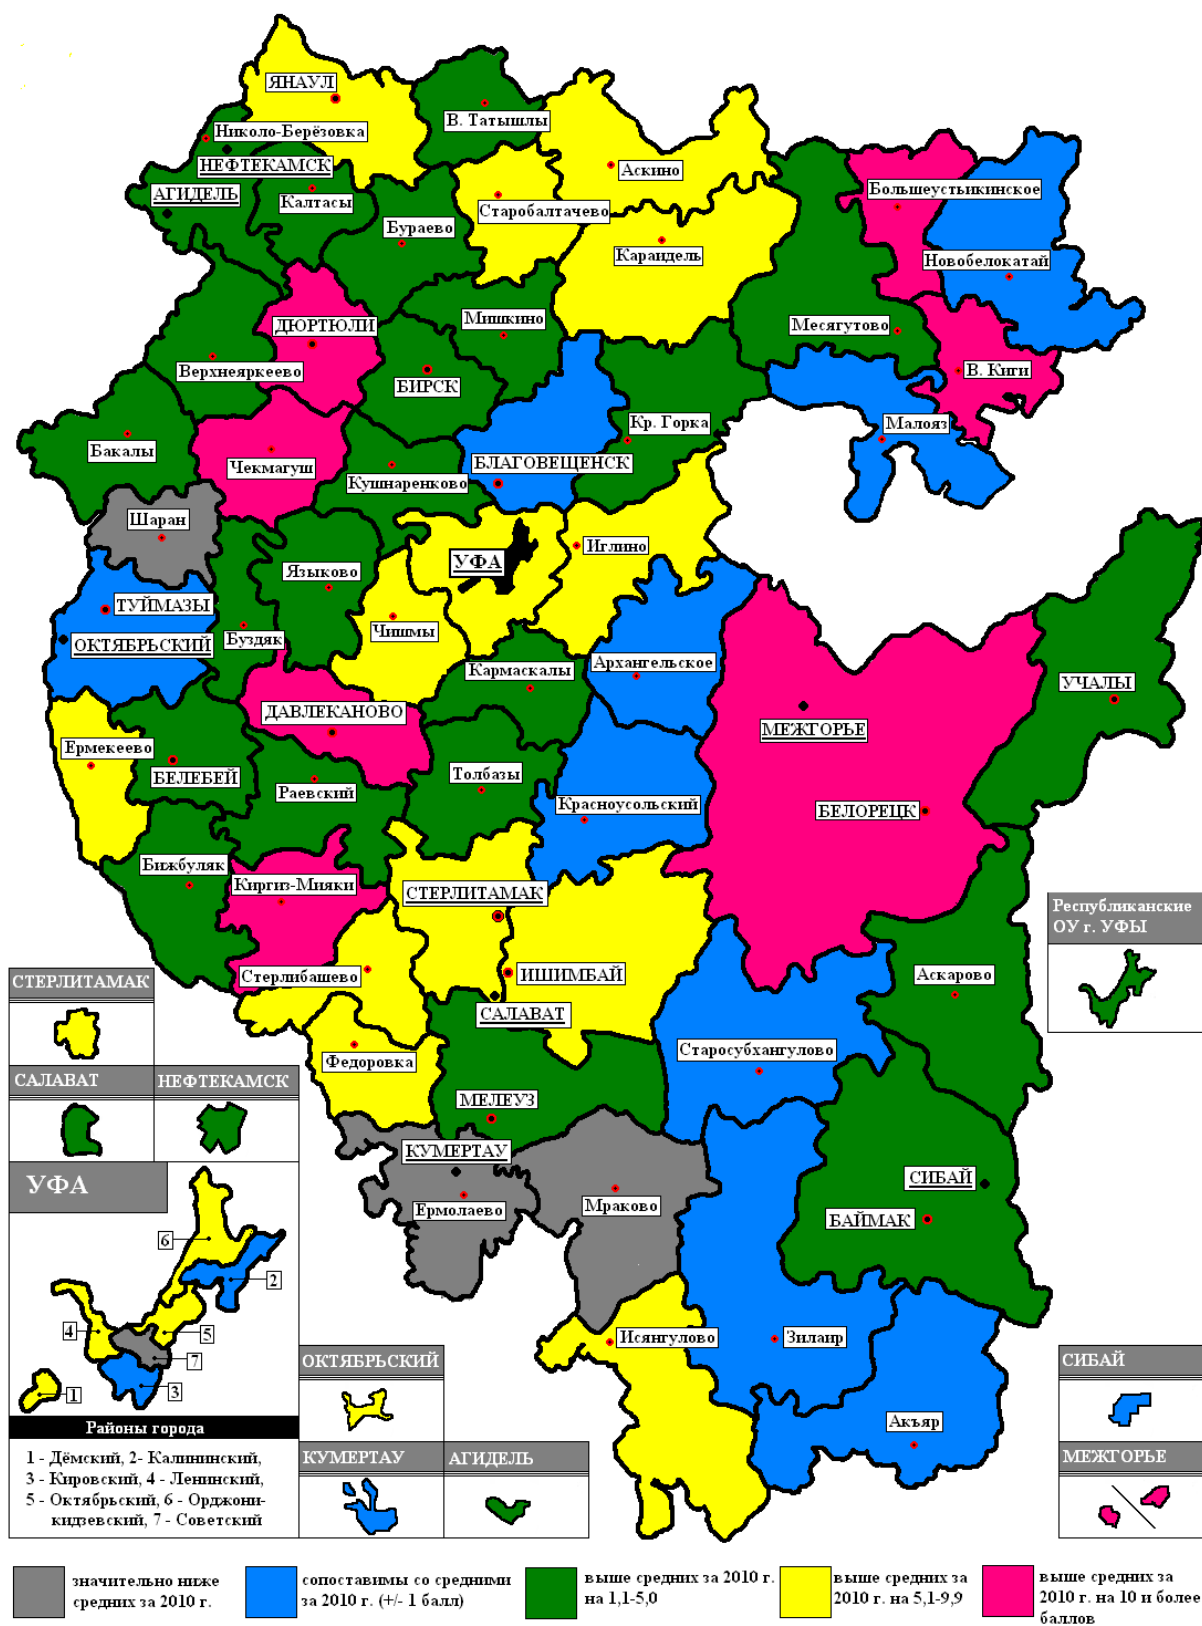 ЯНАУЛ
В. Татышлы
Николо-Берёзовка
НЕФТЕКАМСК
Аскино
АГИДЕЛЬ
Калтасы
Большеустьикинское
Старобалтачево
Бураево
Караидель
Новобелокатай
Мишкино
ДЮРТЮЛИ
Месягутово
Верхнеяркеево
В. Киги
БИРСК
Кр. Горка
Малояз
Бакалы
Чекмагуш
БЛАГОВЕЩЕНСК
Кушнаренково
Шаран
Иглино
УФА
Языково
ТУЙМАЗЫ
Чишмы
Буздяк
ОКТЯБРЬСКИЙ
Архангельское
Кармаскалы
УЧАЛЫ
ДАВЛЕКАНОВО
МЕЖГОРЬЕ
Ермекеево
БЕЛЕБЕЙ
Толбазы
Раевский
Красноусольский
БЕЛОРЕЦК
Бижбуляк
Киргиз-Мияки
СТЕРЛИТАМАК
Республиканские
ОУ г. УФЫ
Стерлибашево
ИШИМБАЙ
Аскарово
СТЕРЛИТАМАК
САЛАВАТ
Старосубхангулово
Федоровка
САЛАВАТ
НЕФТЕКАМСК
МЕЛЕУЗ
КУМЕРТАУ
СИБАЙ
УФА
Ермолаево
Мраково
БАЙМАК
6
2
4
5
7
1
3
Исянгулово
Зилаир
ОКТЯБРЬСКИЙ
СИБАЙ
Акъяр
Районы города
1 - Дёмский, 2- Калининский,
3 - Кировский, 4 - Ленинский,
5 - Октябрьский, 6 - Орджони-
кидзевский, 7 - Советский
КУМЕРТАУ
АГИДЕЛЬ
МЕЖГОРЬЕ
значительно ниже
средних за 2010 г.
сопоставимы со средними
за 2010 г. (+/- 1 балл)
выше средних за 2010 г.
на 1,1-5,0
выше средних за
2010 г. на 5,1-9,9
выше средних за
2010 г. на 10 и более
баллов